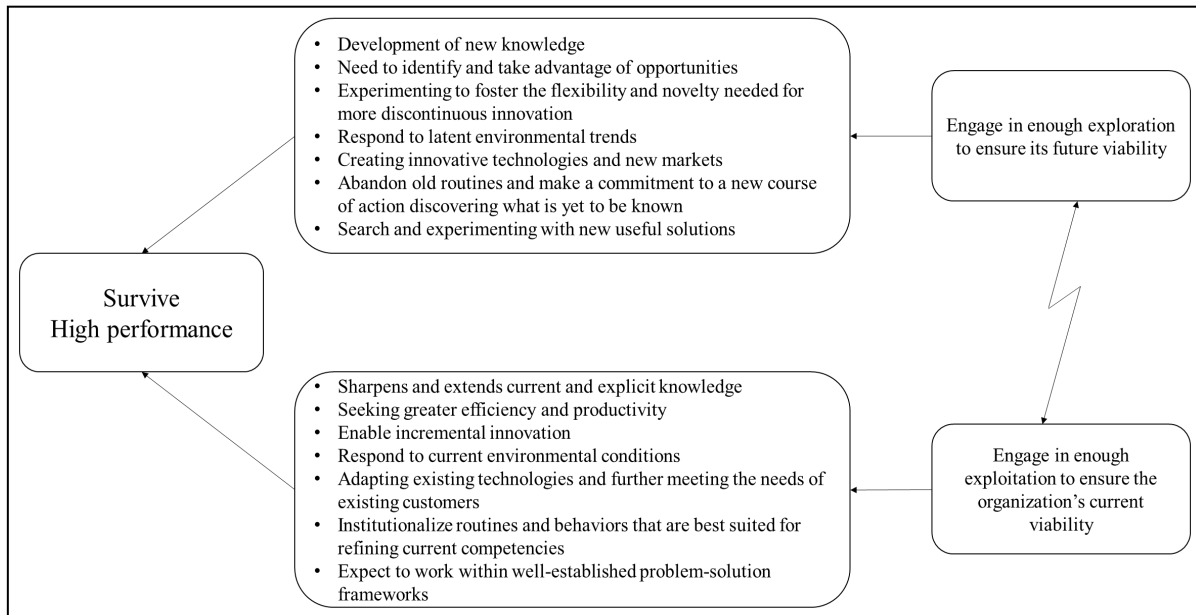 • Development of new knowledge
• Need to identify and take advantage of opportunities
• Experimenting to foster the flexibility and novelty needed for
more discontinuous innovation
• Respond to latent environmental trends
• Creating innovative technologies and new markets
• Abandon old routines and make a commitment to a new course
of action discovering what is yet to be known
• Search and experimenting with new useful solutions
Engage in enough exploration
to ensure its future viability
Survive
High performance
• Sharpens and extends current and explicit knowledge
• Seeking greater efficiency and productivity
• Enable incremental innovation
• Respond to current environmental conditions
• Adapting existing technologies and further meeting the needs of
existing customers
• Institutionalize routines and behaviors that are best suited for
refining current competencies
• Expect to work within well-established problem-solution
frameworks
Engage in enough
exploitation to ensure the
organization’s current
viability